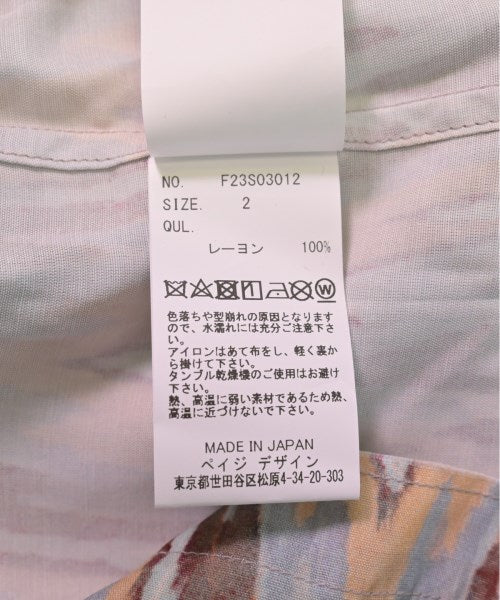 NO. F23S03012
SIZE. 2
QUL.
レーヨン 100%
W
色落ちや型崩れの原因となります
ので、水濡れには充分ご注意下さ
い。
アイロンはあて布をし、軽く裏か
ら掛けて下さい。
タンブル乾燥機のご使用はお避け
下さい。
熱、高温に弱い素材であるため熱、
高温に近づけないで下さい。
MADE IN JAPAN
ペイジ デザイン
東京都世田谷区松原4-34-20-303